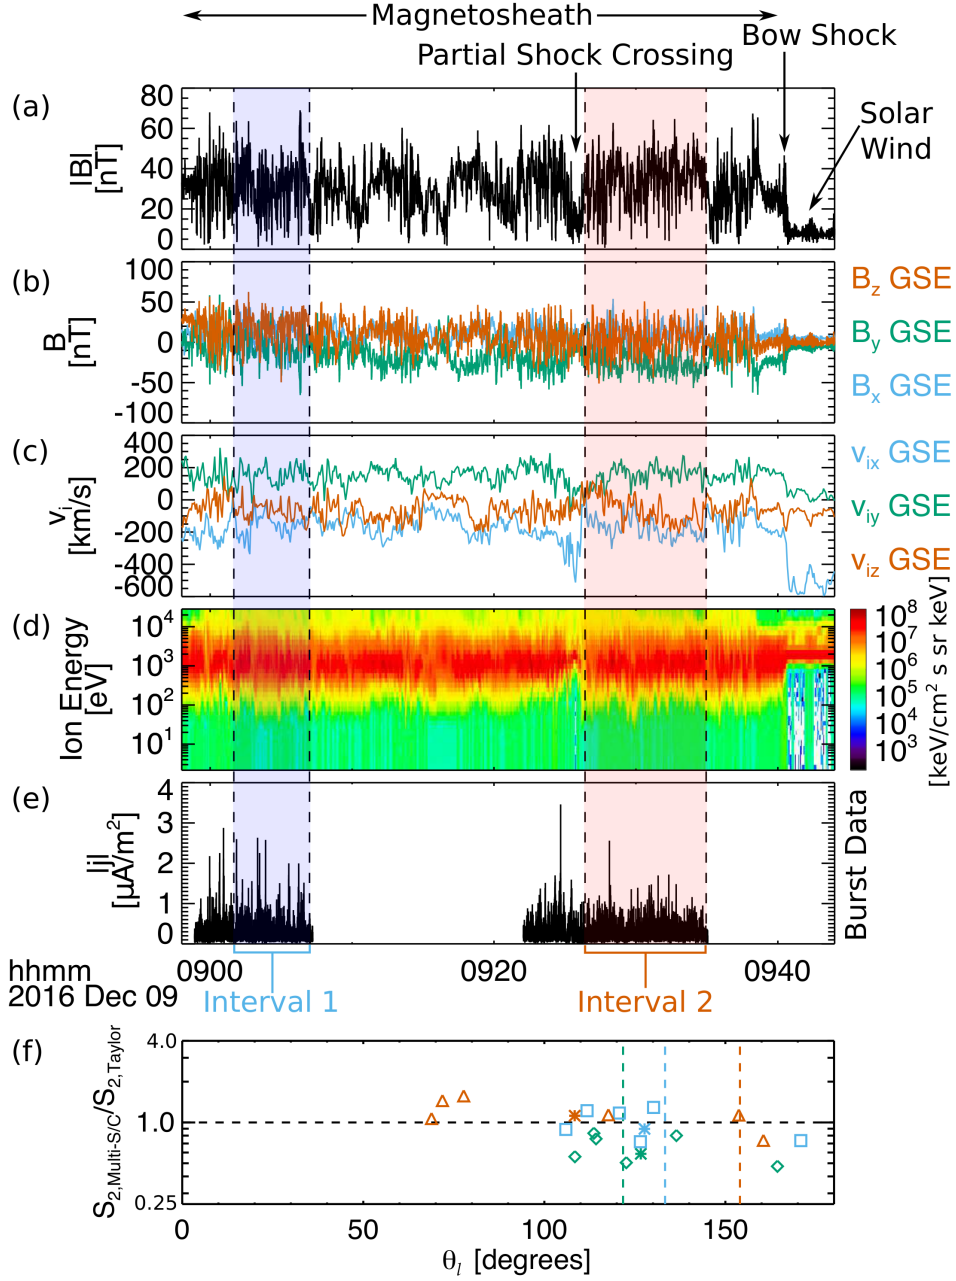 Magnetosheath
Bow Shock
Partial Shock Crossing
Solar
Wind
(a)
|B|
[nT]
80
60
40
20
0
(b)
B
[nT]
100
50
0
-50
-100
B_z GSE
B_y GSE
B_x GSE
(c)
v_i
[km/s]
400
200
0
-200
-400
-600
v_ix GSE
v_iy GSE
v_iz GSE
(d)
Ion Energy
[eV]
10^4
10^3
10^2
10^1
10^8
10^7
10^6
10^5
10^4
10^3
[keV/cm^2 s sr keV]
(e)
|j|
[μA/m^2]
4
3
2
1
0
Burst Data
hhmm
2016 Dec 09
0900
0920
0940
Interval 1
Interval 2
(f)
S_2,Multi-S/C/S_2,Taylor
4.0
1.0
0.25
0
50
100
150
θ_l [degrees]